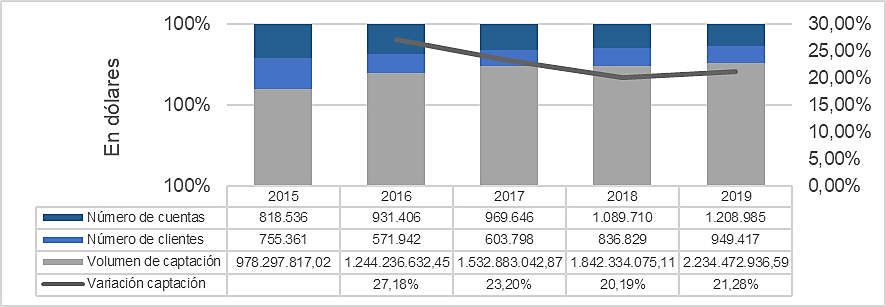 En dólares
100%
100%
100%
30,00%
25,00%
20,00%
15,00%
10,00%
5,00%
0,00%
2015 2016 2017 2018 2019
Número de cuentas 818.536 931.406 969.646 1.089.710 1.208.985
Número de clientes 755.361 571.942 603.798 836.829 949.417
Volumen de captación 978.297.817,02 1.244.236.632,45 1.532.883.042,87 1.842.334.075,11 2.234.472.936,59
Variación captación 27,18% 23,20% 20,19% 21,28%